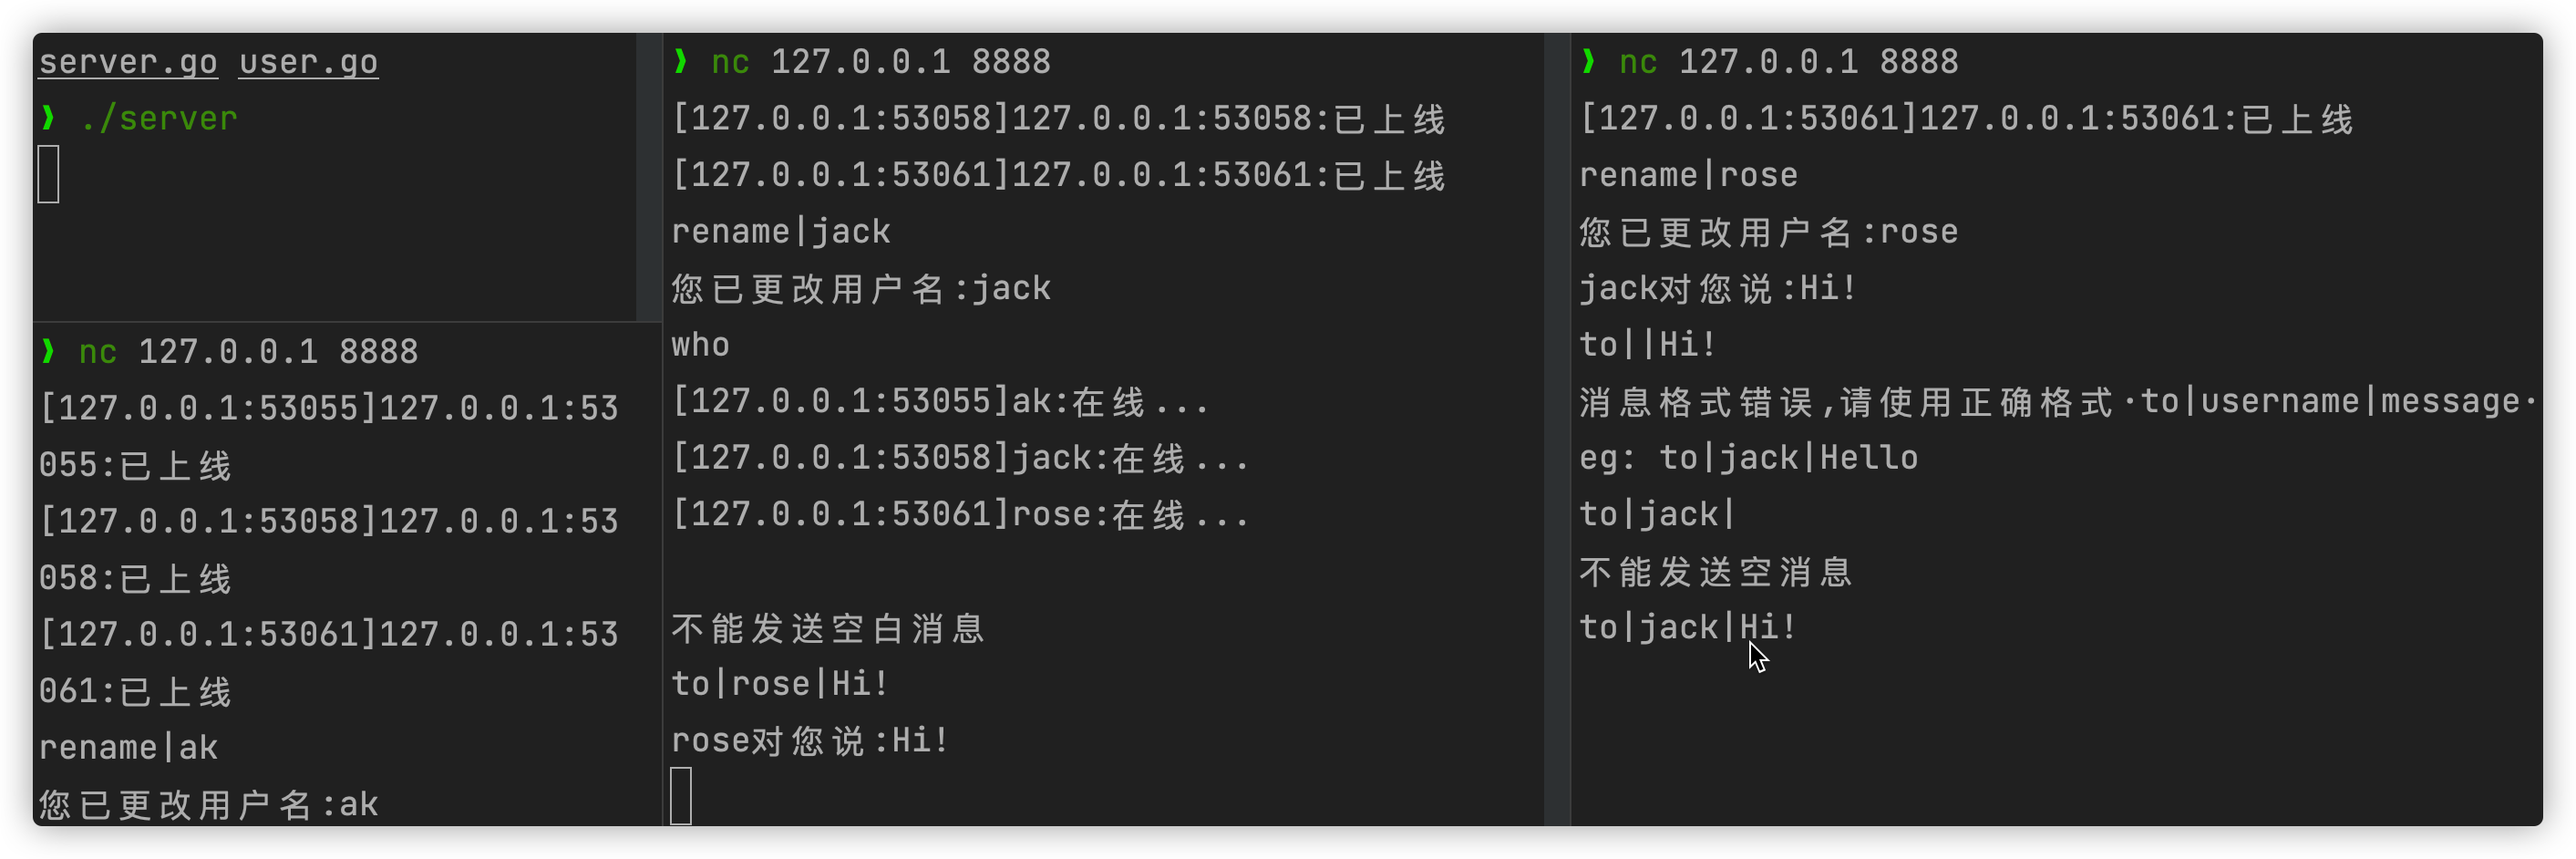 server.go user.go
❯ ./server
❯ nc 127.0.0.1 8888
[127.0.0.1:53055]127.0.0.1:53
055:已上线
[127.0.0.1:53058]127.0.0.1:53
058:已上线
[127.0.0.1:53061]127.0.0.1:53
061:已上线
rename|ak
您已更改用户名:ak
❯ nc 127.0.0.1 8888
[127.0.0.1:53058]127.0.0.1:53058:已上线
[127.0.0.1:53061]127.0.0.1:53061:已上线
rename|jack
您已更改用户名:jack
who
[127.0.0.1:53055]ak:在线...
[127.0.0.1:53058]jack:在线...
[127.0.0.1:53061]rose:在线...
不能发送空白消息
to|rose|Hi!
rose对您说:Hi!
❯ nc 127.0.0.1 8888
[127.0.0.1:53061]127.0.0.1:53061:已上线
rename|rose
您已更改用户名:rose
jack对您说:Hi!
to||Hi!
消息格式错误,请使用正确格式·to|username|message·
eg: to|jack|Hello
to|jack|
不能发送空消息
to|jack|Hi!